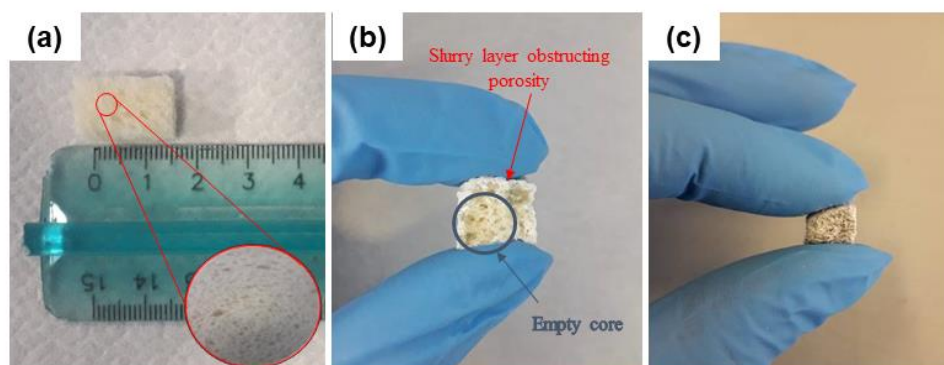 (a)
0 1 2 3 4
15 14
(b)
Slurry layer obstructing
porosity
Empty core
(c)